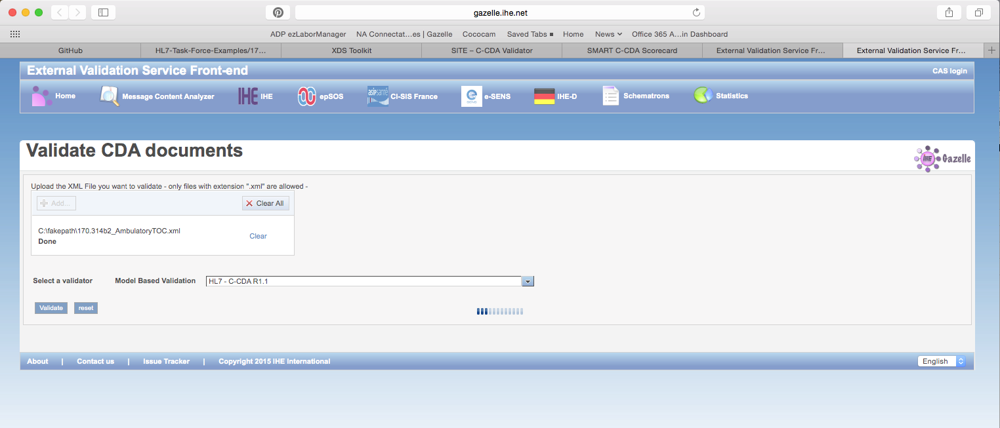 gazelle.ihe.net
ADP ezLaborManager NA Connectat...es | Gazelle Cococam Saved Tabs Home News Office 365 A...in Dashboard
GitHub HL7-Task-Force-Examples/17... XDS Toolkit SITE – C-CDA Validator SMART C-CDA Scorecard External Validation Service Fr... External Validation Service Fr...
External Validation Service Front-end CAS login
Home Message Content Analyzer IHE IHE epSOS asip santé CI-SIS France e SENS e-SENS IHE-D Schematrons Statistics
Validate CDA documents
IHE Gazelle
Upload the XML File you want to validate - only files with extension ".xml" are allowed -
Add... Clear All
C:\fakepath\170.314b2_AmbulatoryTOC.xml
Clear
Done
Select a validator Model Based Validation HL7 - C-CDA R1.1
Validate reset
About | Contact us | Issue Tracker | Copyright 2015 IHE International English